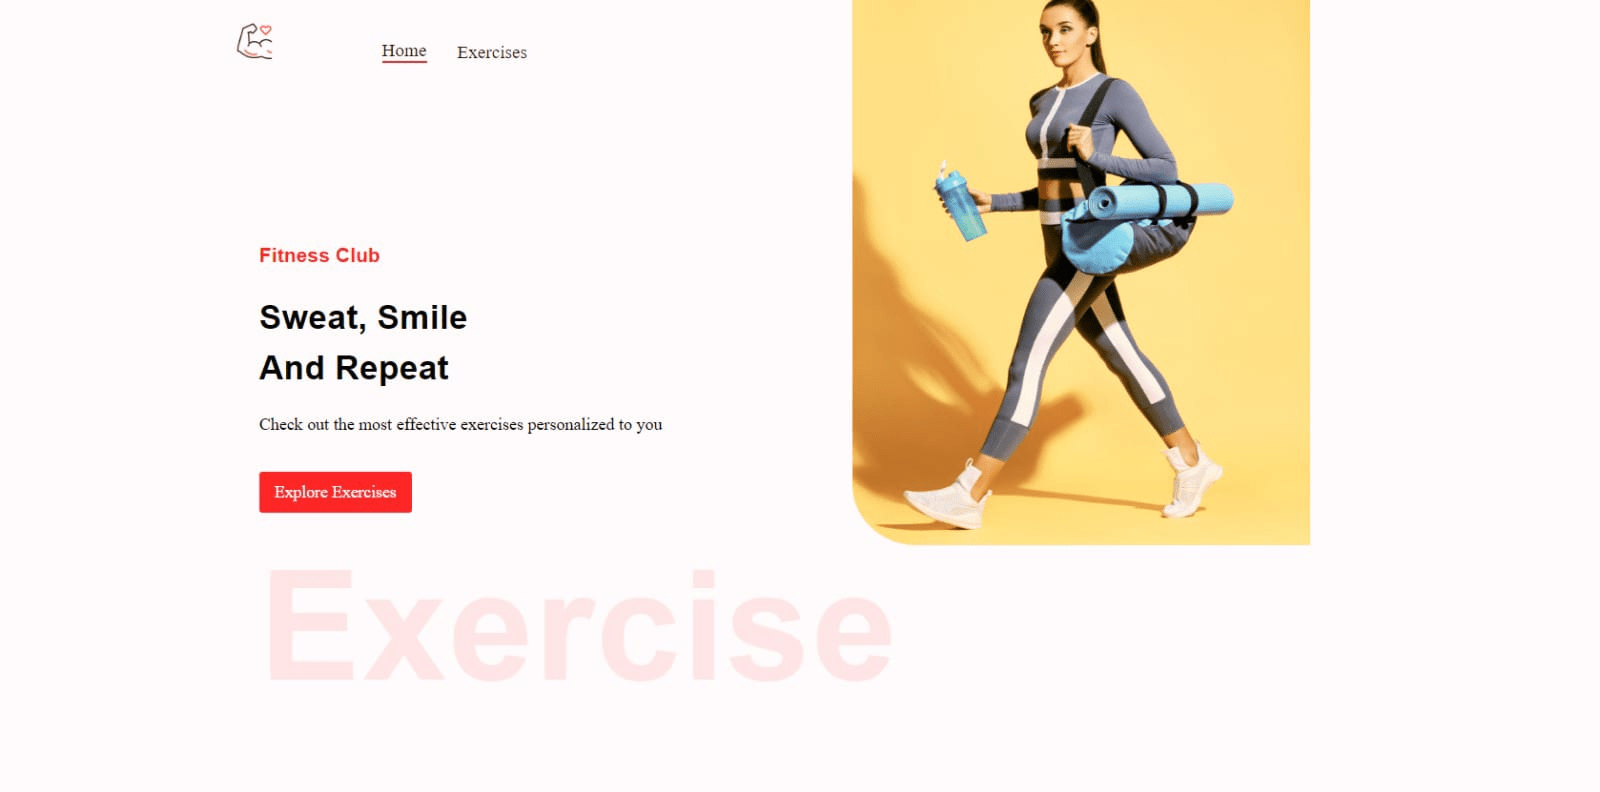 Home Exercises
Fitness Club
Sweat, Smile
And Repeat
Check out the most effective exercises personalized to you
Explore Exercises
Exercise